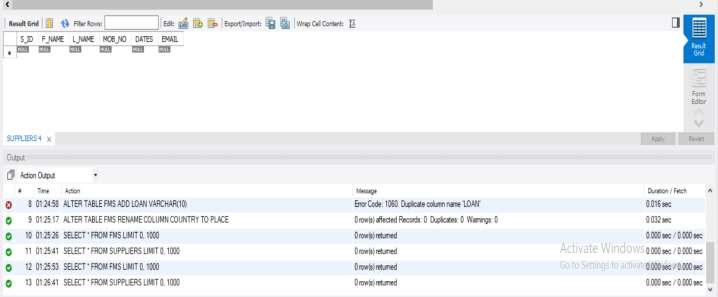 Result Grid Filter Rows: Edit: Export/Import: Wrap Cell Content:
S_ID F_NAME L_NAME MOB_NO DATES EMAIL
NULL NULL NULL NULL NULL NULL
Result Grid
Form Editor
SUPPLIERS 4 x Apply Revert
Output
Action Output
# Time Action Message Duration / Fetch
8 01:24:58 ALTER TABLE FMS ADD LOAN VARCHAR(10) Error Code: 1060. Duplicate column name 'LOAN' 0.016 sec
9 01:25:17 ALTER TABLE FMS RENAME COLUMN COUNTRY TO PLACE 0 row(s) affected Records: 0 Duplicates: 0 Warnings: 0 0.032 sec
10 01:25:26 SELECT * FROM FMS LIMIT 0, 1000 0 row(s) returned 0.000 sec / 0.000 sec
11 01:25:41 SELECT * FROM SUPPLIERS LIMIT 0, 1000 0 row(s) returned 0.000 sec / 0.000 sec
12 01:25:53 SELECT * FROM FMS LIMIT 0, 1000 0 row(s) returned 0.000 sec / 0.000 sec
13 01:26:41 SELECT * FROM SUPPLIERS LIMIT 0, 1000 0 row(s) returned 0.000 sec / 0.000 sec
Activate Windows
Go to Settings to activate